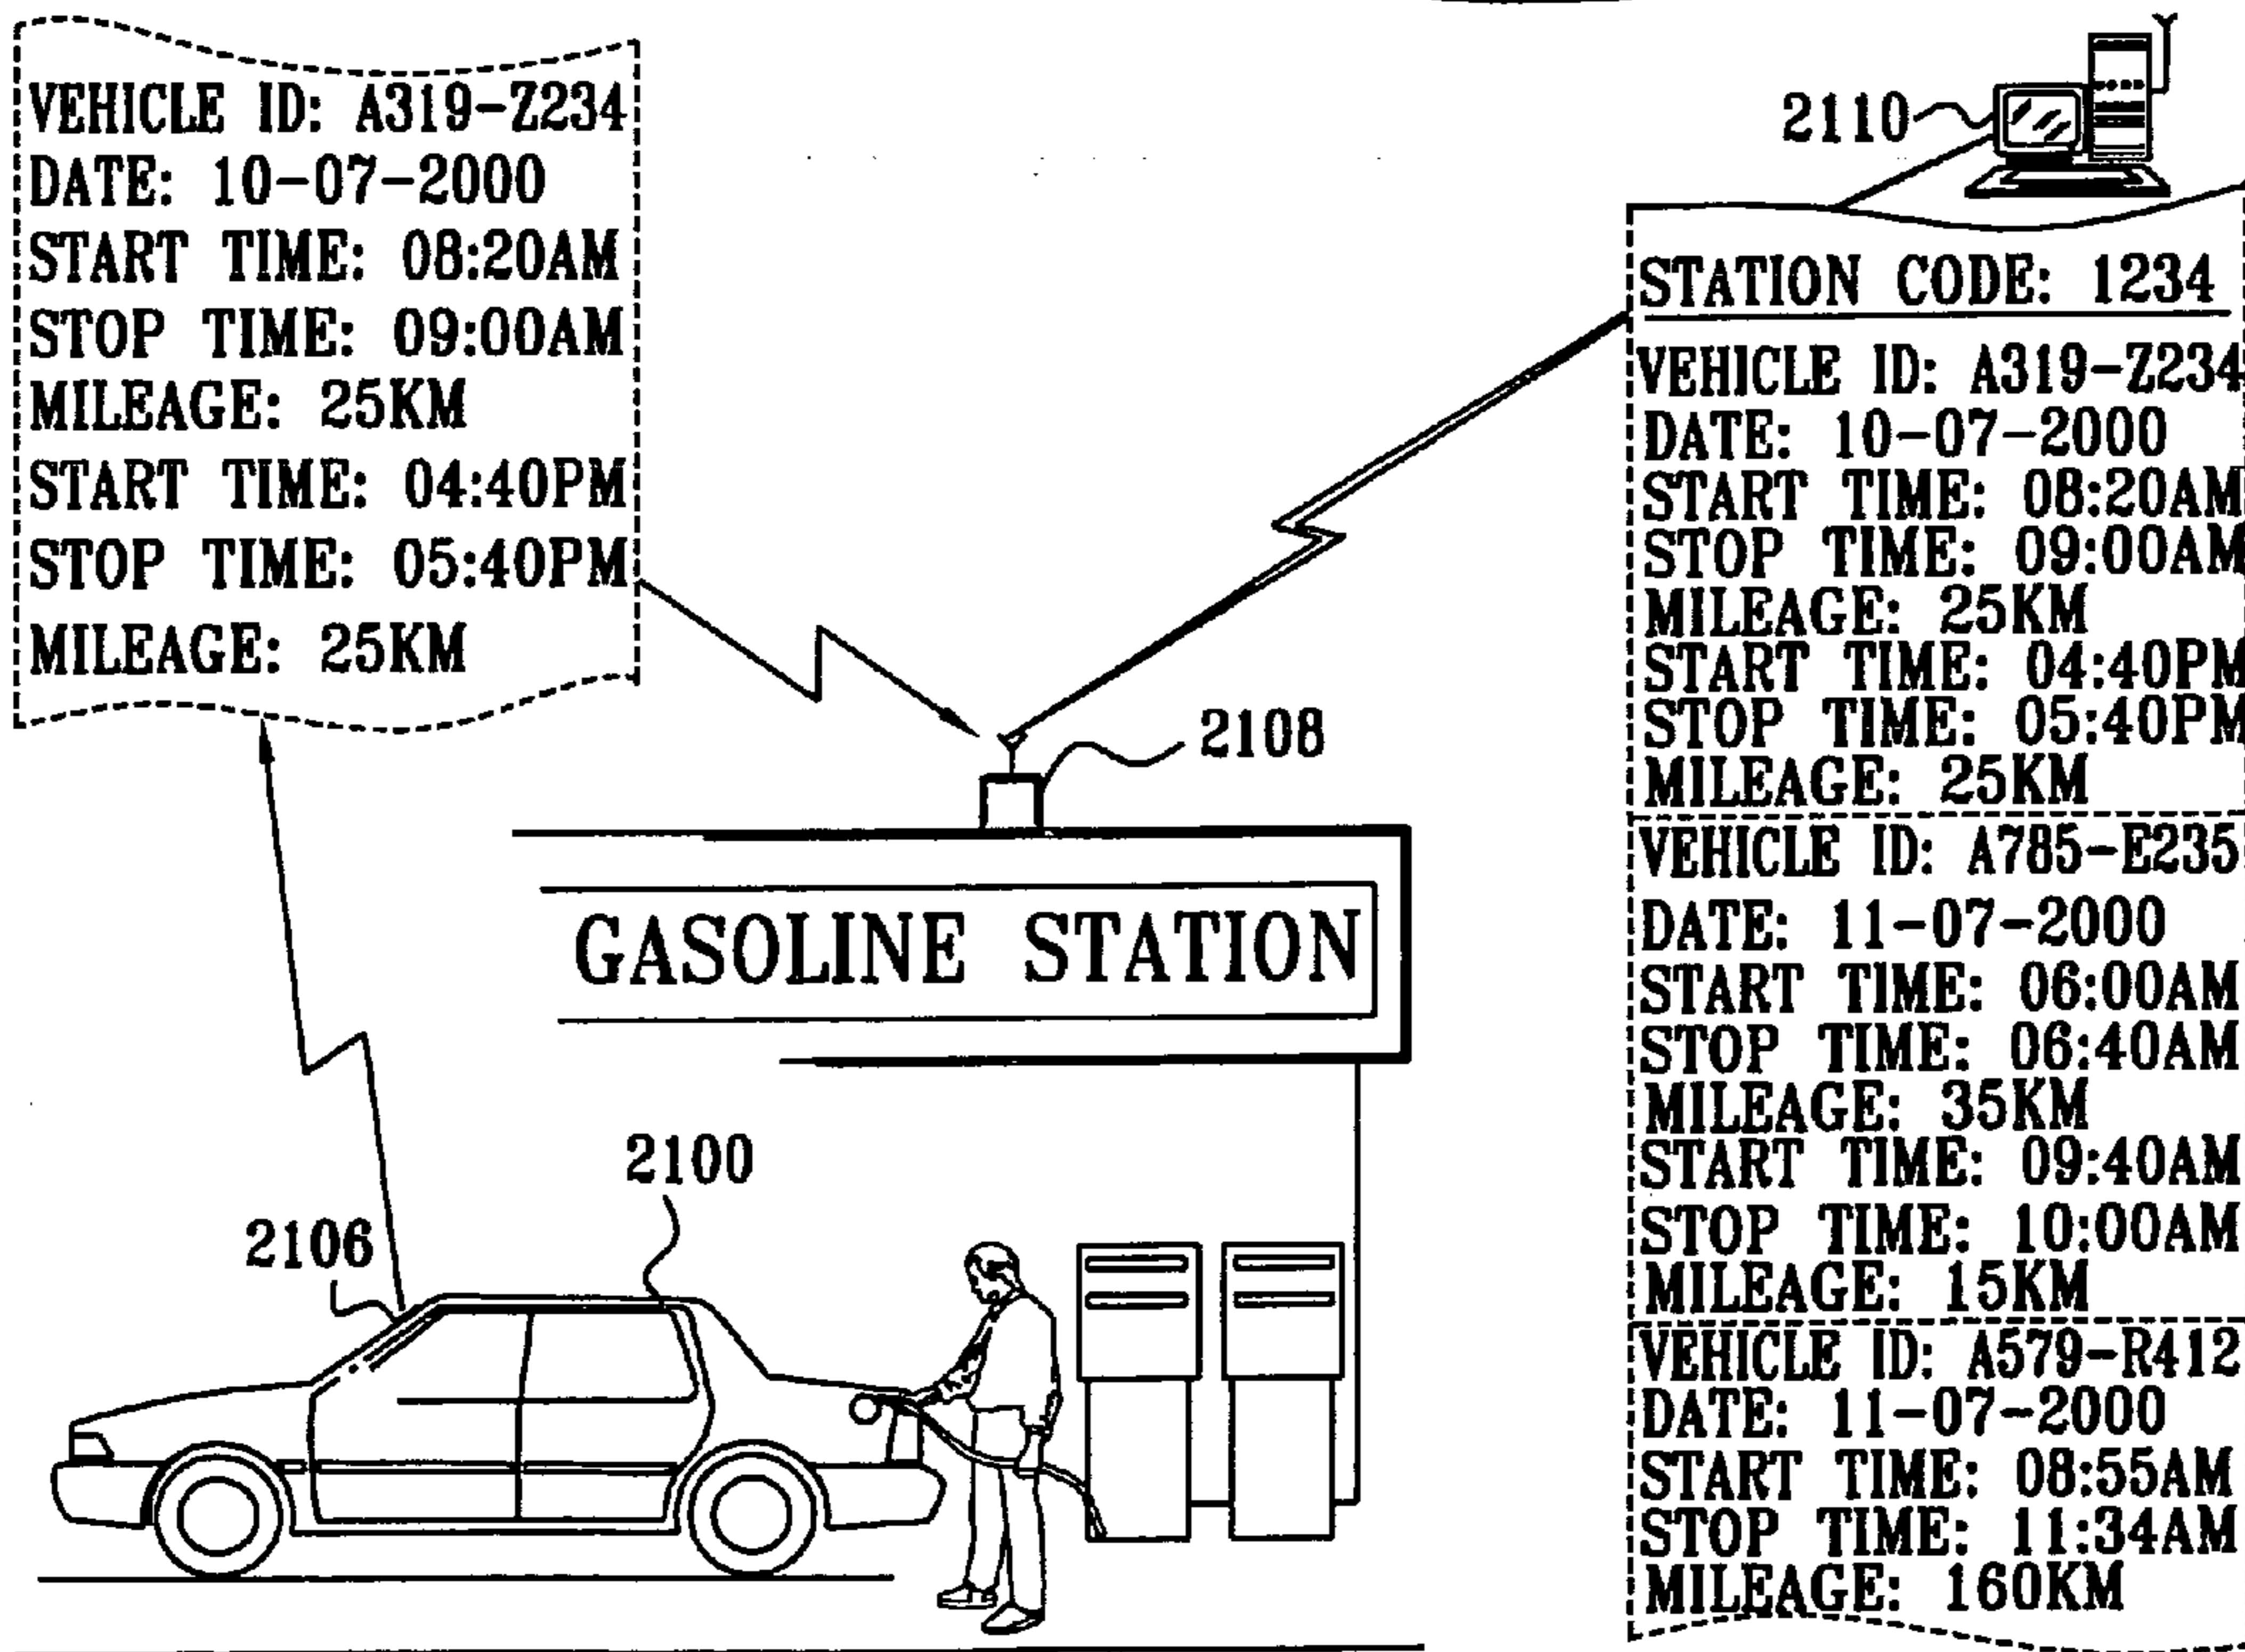 VEHICLE ID: A319-Z234
DATE: 10-07-2000
START TIME: 08:20AM
STOP TIME: 09:00AM
MILEAGE: 25KM
START TIME: 04:40PM
STOP TIME: 05:40PM
MILEAGE: 25KM
2110
STATION CODE: 1234
VEHICLE ID: A319-Z234
DATE: 10-07-2000
START TIME: 08:20AM
STOP TIME: 09:00AM
MILEAGE: 25KM
START TIME: 04:40PM
STOP TIME: 05:40PM
MILEAGE: 25KM
VEHICLE ID: A785-E235
DATE: 11-07-2000
START TIME: 06:00AM
STOP TIME: 06:40AM
MILEAGE: 35KM
START TIME: 09:40AM
STOP TIME: 10:00AM
MILEAGE: 15KM
VEHICLE ID: A579-R412
DATE: 11-07-2000
START TIME: 08:55AM
STOP TIME: 11:34AM
MILEAGE: 160KM
2108
GASOLINE STATION
2100
2106